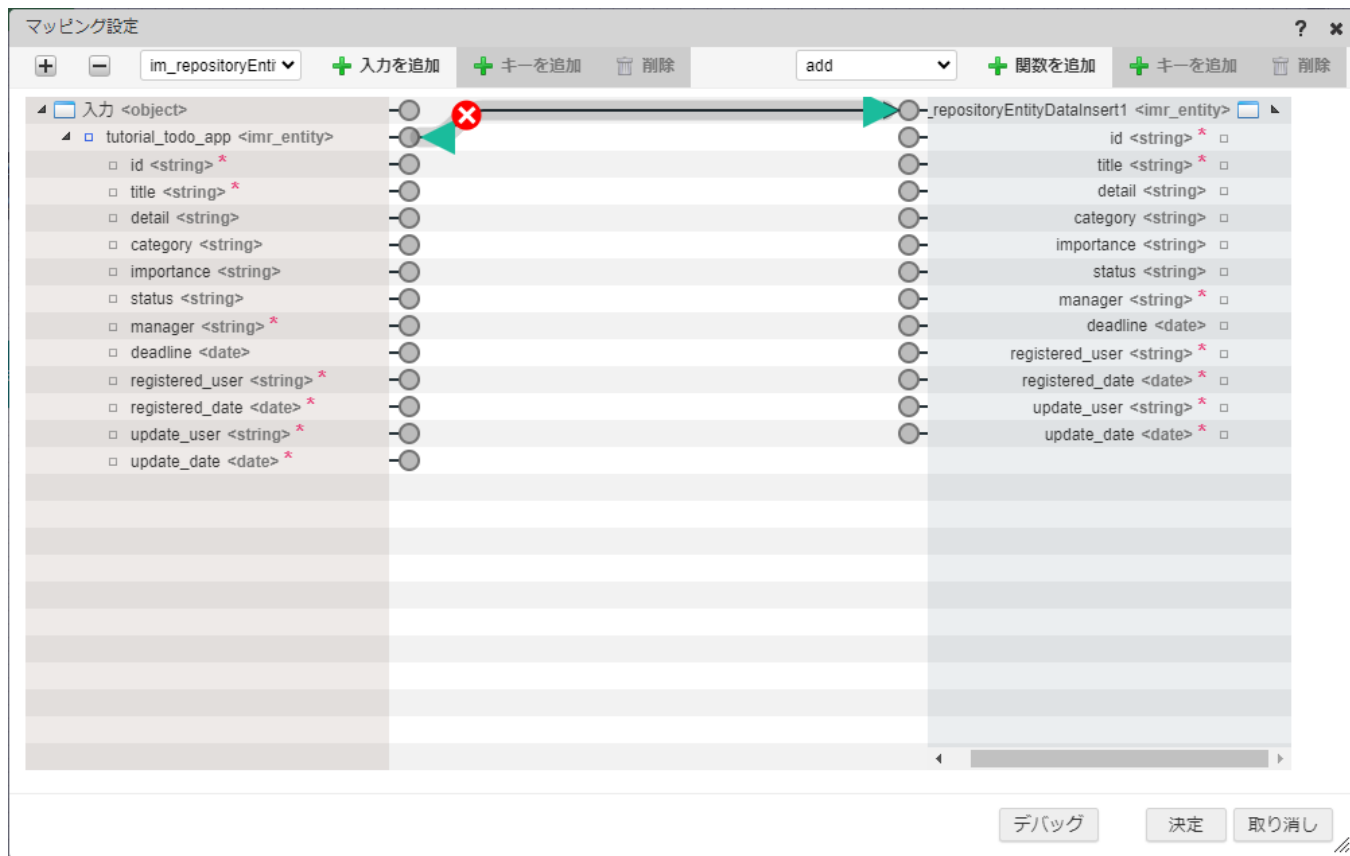 マッピング設定 ?
im_repositoryEnti 入力を追加 キーを追加 削除 add 関数を追加 キーを追加 削除
入力 <object> _repositoryEntityDataInsert1 <imr_entity>
tutorial_todo_app <imr_entity> id <string> *
id <string> * title <string> *
title <string> * detail <string>
detail <string> category <string>
category <string> importance <string>
importance <string> status <string>
status <string> manager <string> *
manager <string> * deadline <date>
deadline <date> registered_user <string> *
registered_user <string> * registered_date <date> *
registered_date <date> * update_user <string> *
update_user <string> * update_date <date> *
update_date <date> *
デバッグ 決定 取り消し